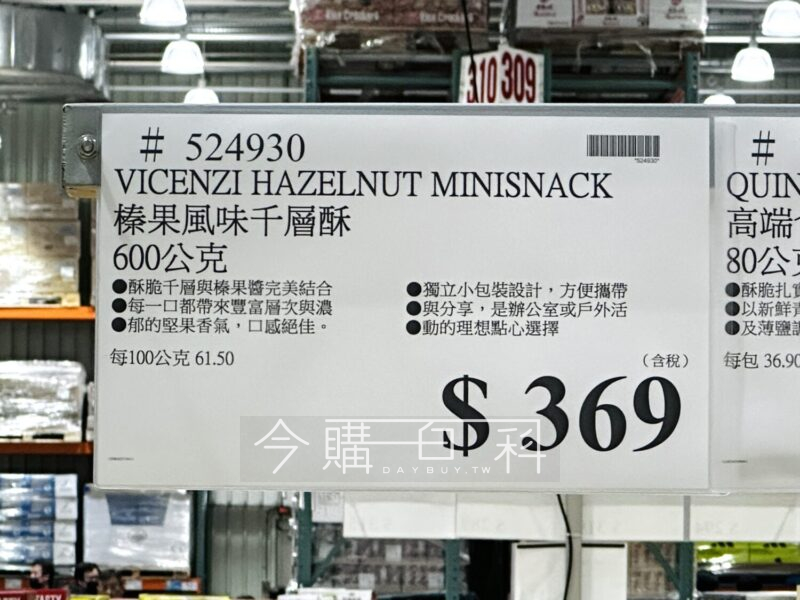 310 309
# 524930
*524930*
VICENZI HAZELNUT MINISNACK
榛果風味千層酥
600公克
●酥脆千層與榛果醬完美結合
●每一口都帶來豐富層次與濃
●郁的堅果香氣，口感絕佳。
●獨立小包裝設計，方便攜帶
●與分享，是辦公室或戶外活
●動的理想點心選擇
每100公克 61.50
（含稅）
$ 369
今購百科
DAYBUY.TW
#
QUIN
高端
80公克
●酥脆扎實
●以新鮮
●及薄鹽調
每包 36.90